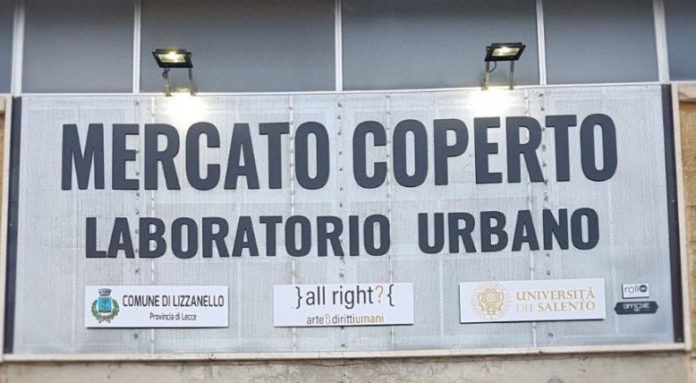 MERCATO COPERTO
LABORATORIO URBANO
COMUNE DI LIZZANELLO
Provincia di Lecce
}all right?{
arte&dirittiumani
UNIVERSITÀ
DEL SALENTO